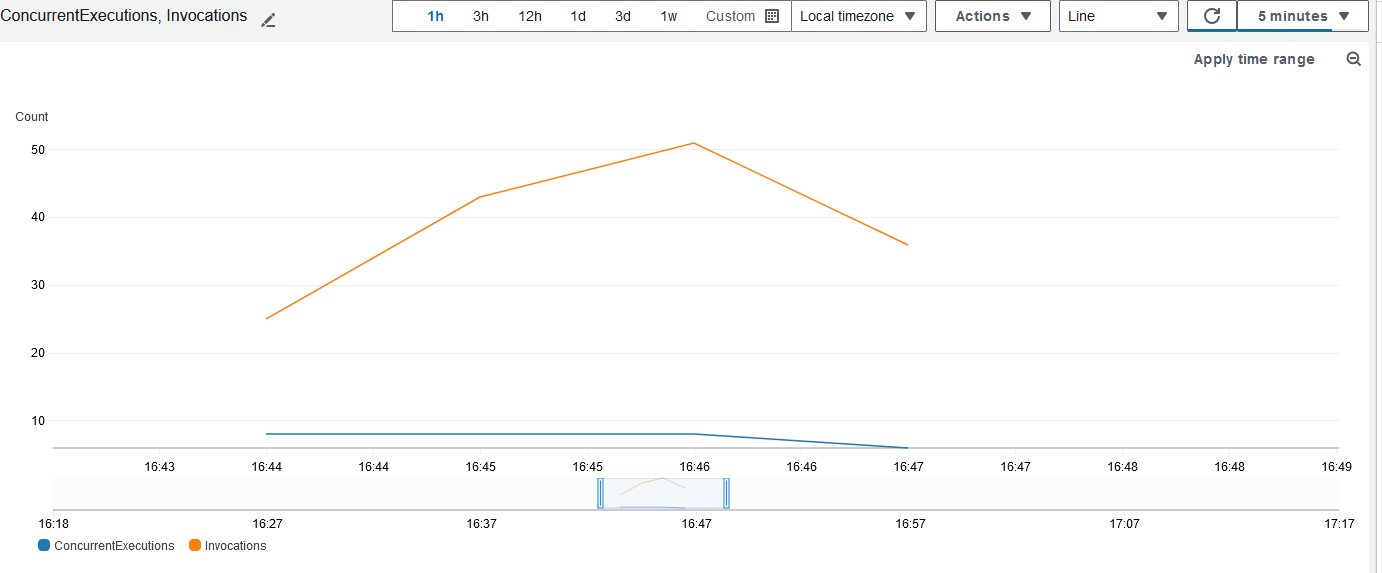 ConcurrentExecutions, Invocations 1h 3h 12h 1d 3d 1w Custom Local timezone Actions Line 5 minutes
Apply time range
Count
50
40
30
20
10
16:43 16:44 16:44 16:45 16:45 16:46 16:46 16:47 16:47 16:48 16:48 16:49
16:18 16:27 16:37 16:47 16:57 17:07 17:17
ConcurrentExecutions Invocations